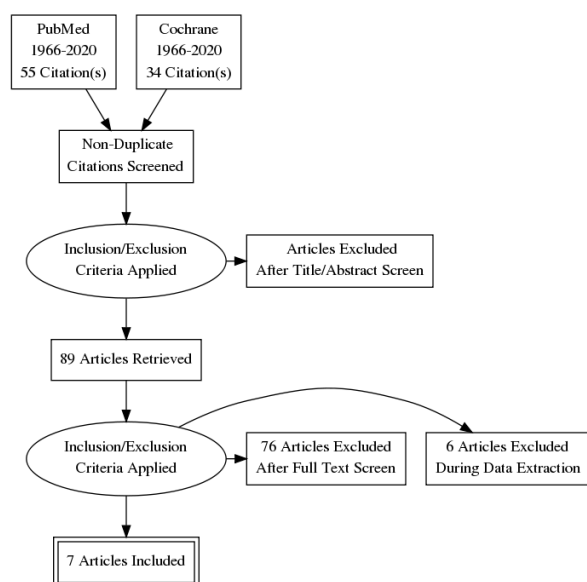 PubMed
1966-2020
55 Citation(s)
Cochrane
1966-2020
34 Citation(s)
Non-Duplicate
Citations Screened
Inclusion/Exclusion
Criteria Applied
Articles Excluded
After Title/Abstract Screen
89 Articles Retrieved
Inclusion/Exclusion
Criteria Applied
76 Articles Excluded
After Full Text Screen
6 Articles Excluded
During Data Extraction
7 Articles Included